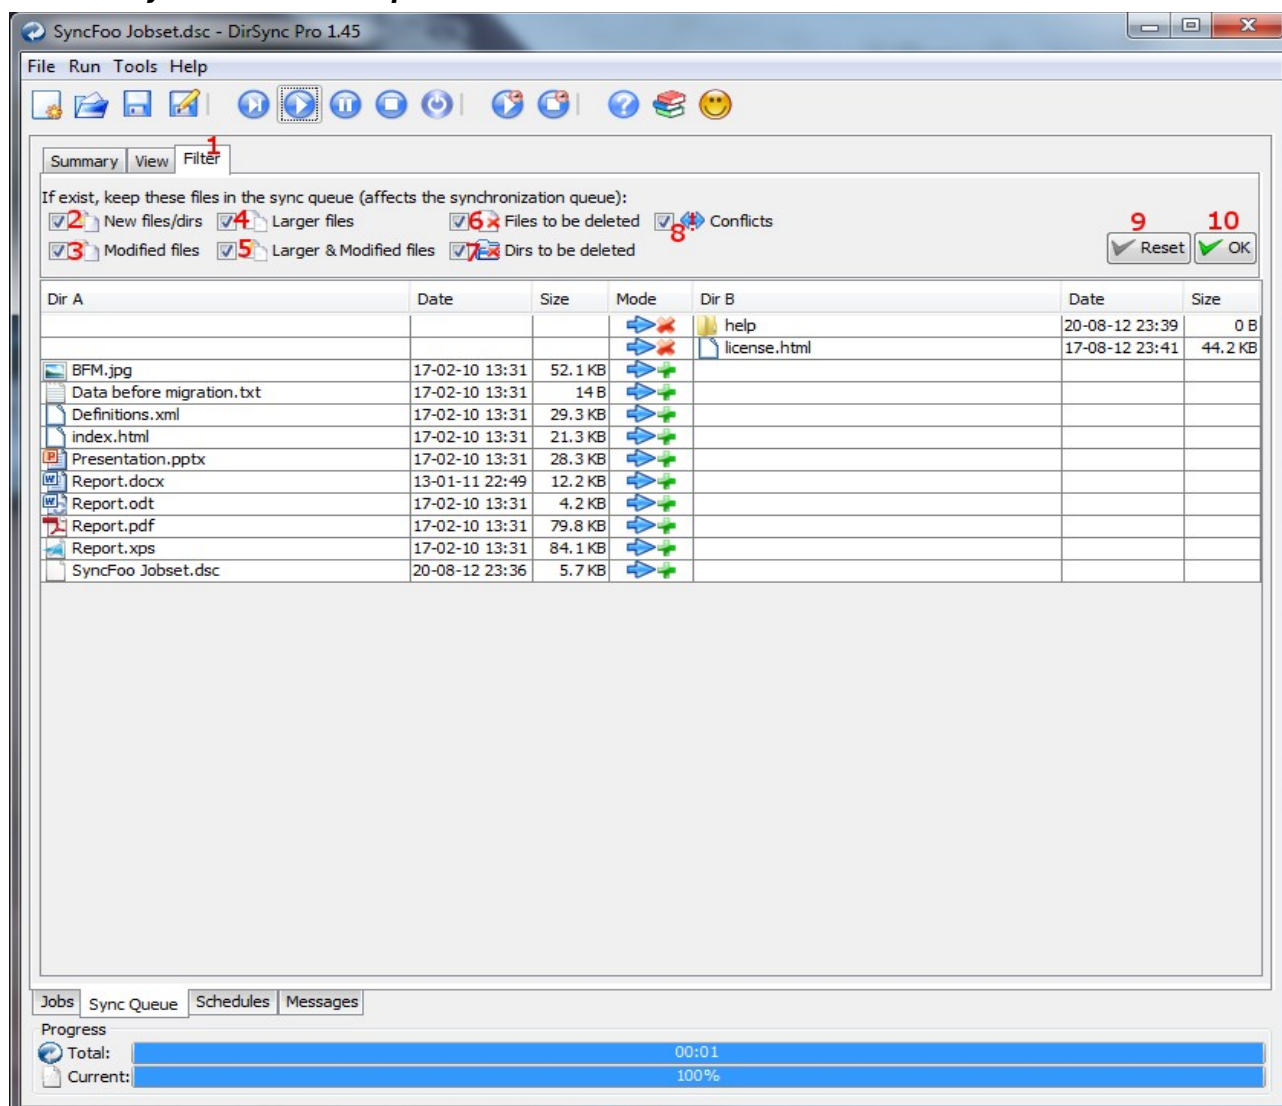 SyncFoo Jobset.dsc - DirSync Pro 1.45
File Run Tools Help
1
Summary View Filter
If exist, keep these files in the sync queue (affects the synchronization queue):
2 New files/dirs 4 Larger files 6 Files to be deleted 8 Conflicts 9 10
3 Modified files 5 Larger & Modified files 7 Dirs to be deleted Reset OK
Dir A Date Size Mode Dir B Date Size
help 20-08-12 23:39 0 B
license.html 17-08-12 23:41 44.2 KB
BFM.jpg 17-02-10 13:31 52.1 KB
Data before migration.txt 17-02-10 13:31 14 B
Definitions.xml 17-02-10 13:31 29.3 KB
index.html 17-02-10 13:31 21.3 KB
Presentation.pptx 17-02-10 13:31 28.3 KB
Report.docx 13-01-11 22:49 12.2 KB
Report.odt 17-02-10 13:31 4.2 KB
Report.pdf 17-02-10 13:31 79.8 KB
Report.xps 17-02-10 13:31 84.1 KB
SyncFoo Jobset.dsc 20-08-12 23:36 5.7 KB
Jobs Sync Queue Schedules Messages
Progress
Total: 00:01
Current: 100%